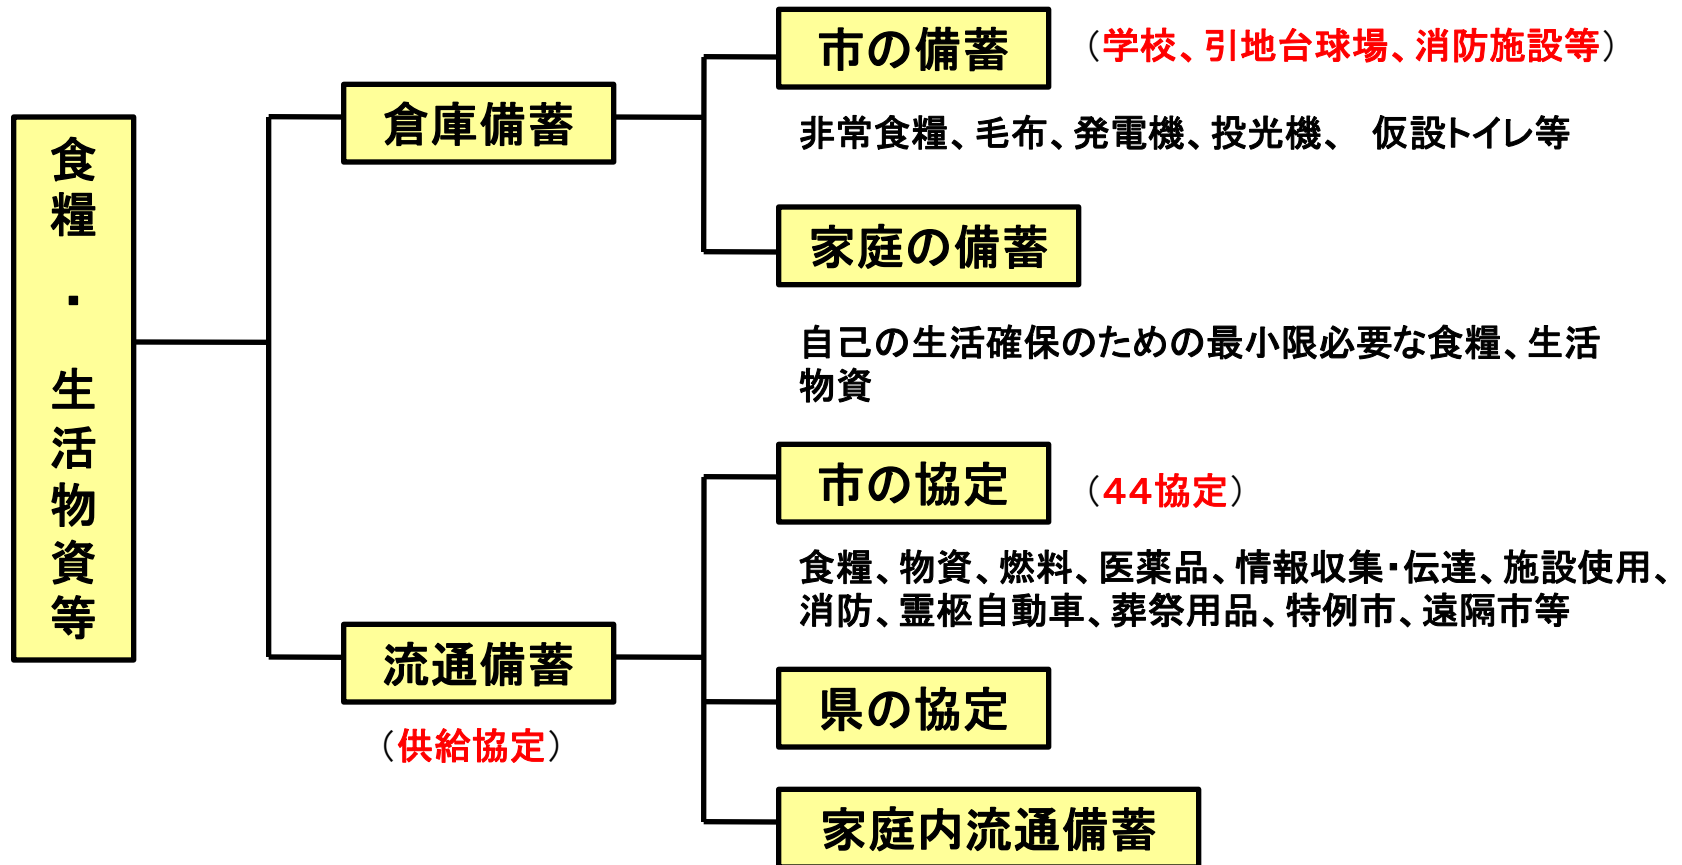 食糧・生活物資等
倉庫備蓄
市の備蓄
（学校、引地台球場、消防施設等）
非常食糧、毛布、発電機、投光機、 仮設トイレ等
家庭の備蓄
自己の生活確保のための最小限必要な食糧、生活
物資
流通備蓄
（供給協定）
市の協定
（４４協定）
食糧、物資、燃料、医薬品、情報収集・伝達、施設使用、
消防、霊柩自動車、葬祭用品、特例市、遠隔市等
県の協定
家庭内流通備蓄